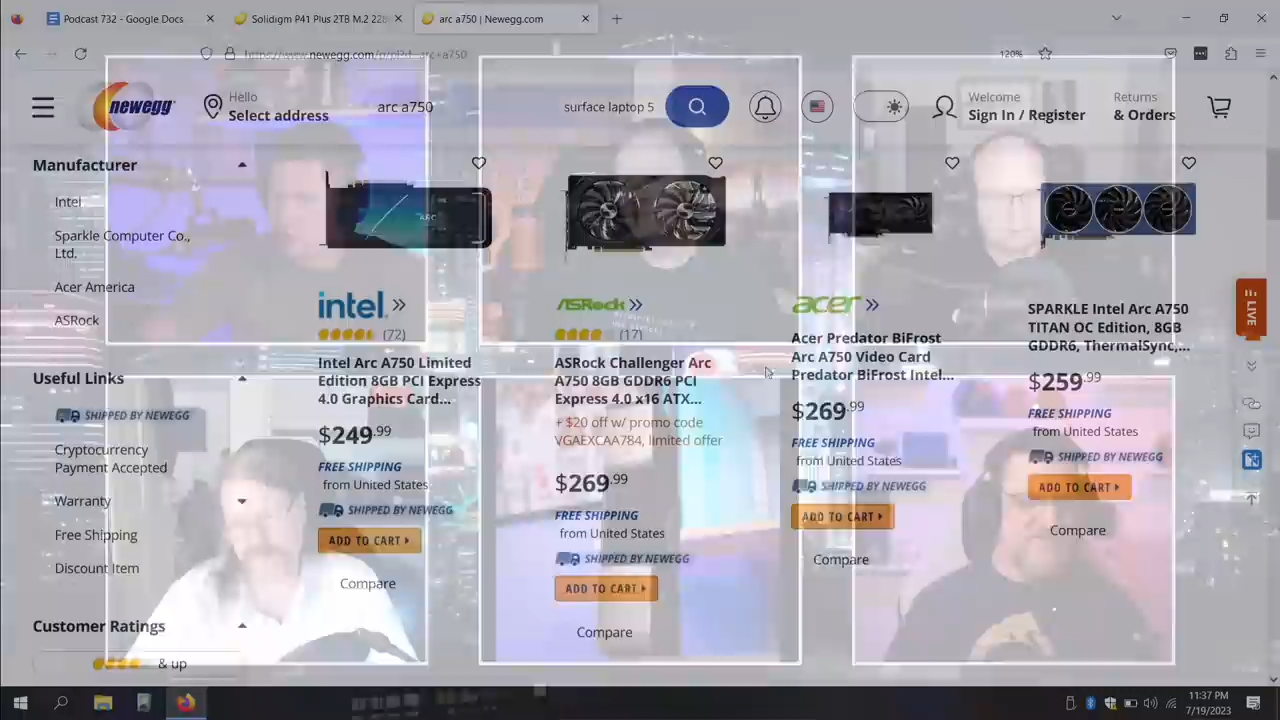 Podcast 732 - Google Docs
Solidigm P41 Plus 2TB M.2 228
arc a750 | Newegg.com
120%
newegg
Hello
Select address
arc a750
surface laptop 5
Welcome
Sign In / Register
Returns
& Orders
Manufacturer
Intel
Sparkle Computer Co.,
Ltd.
Acer America
ASRock
Useful Links
SHIPPED BY NEWEGG
Cryptocurrency
Payment Accepted
Warranty
Free Shipping
Discount Item
Customer Ratings
& up
ARC
intel.
(72)
Intel Arc A750 Limited
Edition 8GB PCI Express
4.0 Graphics Card...
$249.99
FREE SHIPPING
from United States
SHIPPED BY NEWEGG
ADD TO CART
Compare
ASRock
(17)
ASRock Challenger Arc
A750 8GB GDDR6 PCI
Express 4.0 x16 ATX...
+ $20 off w/ promo code
VGAEXCAA784, limited offer
$269.99
FREE SHIPPING
from United States
SHIPPED BY NEWEGG
ADD TO CART
Compare
acer
Acer Predator BiFrost
Arc A750 Video Card
Predator BiFrost Intel...
$269.99
FREE SHIPPING
from United States
SHIPPED BY NEWEGG
ADD TO CART
Compare
SPARKLE Intel Arc A750
TITAN OC Edition, 8GB
GDDR6, ThermalSync,...
$259.99
FREE SHIPPING
from United States
SHIPPED BY NEWEGG
ADD TO CART
Compare
LIVE
11:37 PM
7/19/2023